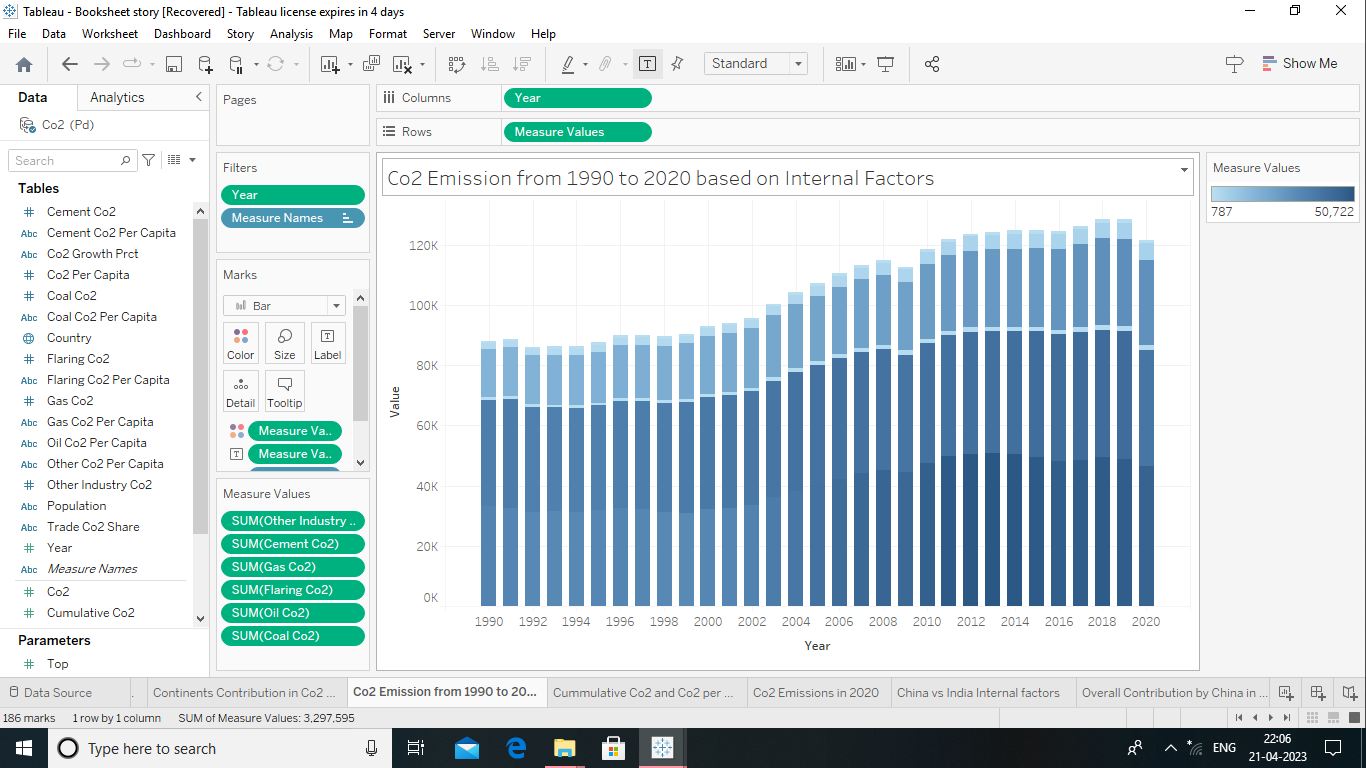 Tableau - Booksheet story [Recovered] - Tableau license expires in 4 days
File Data Worksheet Dashboard Story Analysis Map Format Server Window Help
Standard
Show Me
Data Analytics
Co2 (Pd)
Search
Tables
Cement Co2
Abc Cement Co2 Per Capita
Abc Co2 Growth Prct
Co2 Per Capita
Coal Co2
Abc Coal Co2 Per Capita
Country
Flaring Co2
Abc Flaring Co2 Per Capita
Gas Co2
Abc Gas Co2 Per Capita
Abc Oil Co2 Per Capita
Abc Other Co2 Per Capita
Other Industry Co2
Abc Population
Abc Trade Co2 Share
Year
Abc Measure Names
Co2
Cumulative Co2
Parameters
Top
Pages
Filters
Year
Measure Names
Marks
Bar
Color Size Label
Detail Tooltip
Measure Va..
Measure Va..
Measure Values
SUM(Other Industry ..
SUM(Cement Co2)
SUM(Gas Co2)
SUM(Flaring Co2)
SUM(Oil Co2)
SUM(Coal Co2)
Columns Year
Rows Measure Values
Co2 Emission from 1990 to 2020 based on Internal Factors
120K
100K
80K
60K
40K
20K
0K
Value
1990 1992 1994 1996 1998 2000 2002 2004 2006 2008 2010 2012 2014 2016 2018 2020
Year
Measure Values
787 50,722
Data Source . Continents Contribution in Co2 ... Co2 Emission from 1990 to 20... Cummulative Co2 and Co2 per ... Co2 Emissions in 2020 China vs India Internal factors Overall Contribution by China in ...
186 marks 1 row by 1 column SUM of Measure Values: 3,297,595
Type here to search
ENG
22:06
21-04-2023